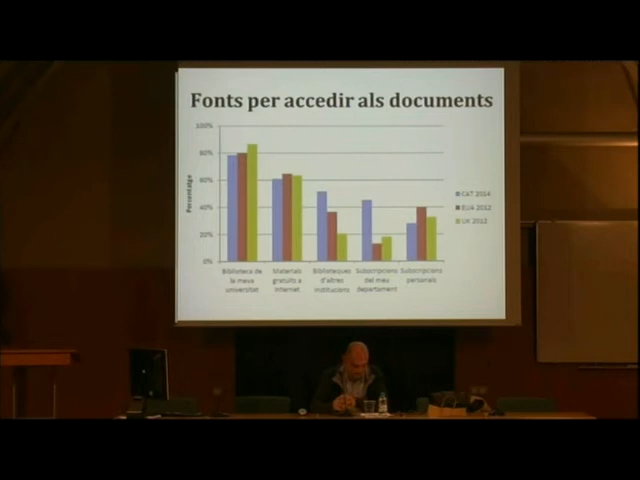 Fonts per accedir als documents
100%
80%
60%
40%
20%
0%
Percentatge
CAT 2014
EUA 2012
UK 2012
Biblioteca de
la meva
universitat
Materials
gratuïts a
Internet
Biblioteques
d'altres
institucions
Subscripcions
del meu
departament
Subscripcions
personals